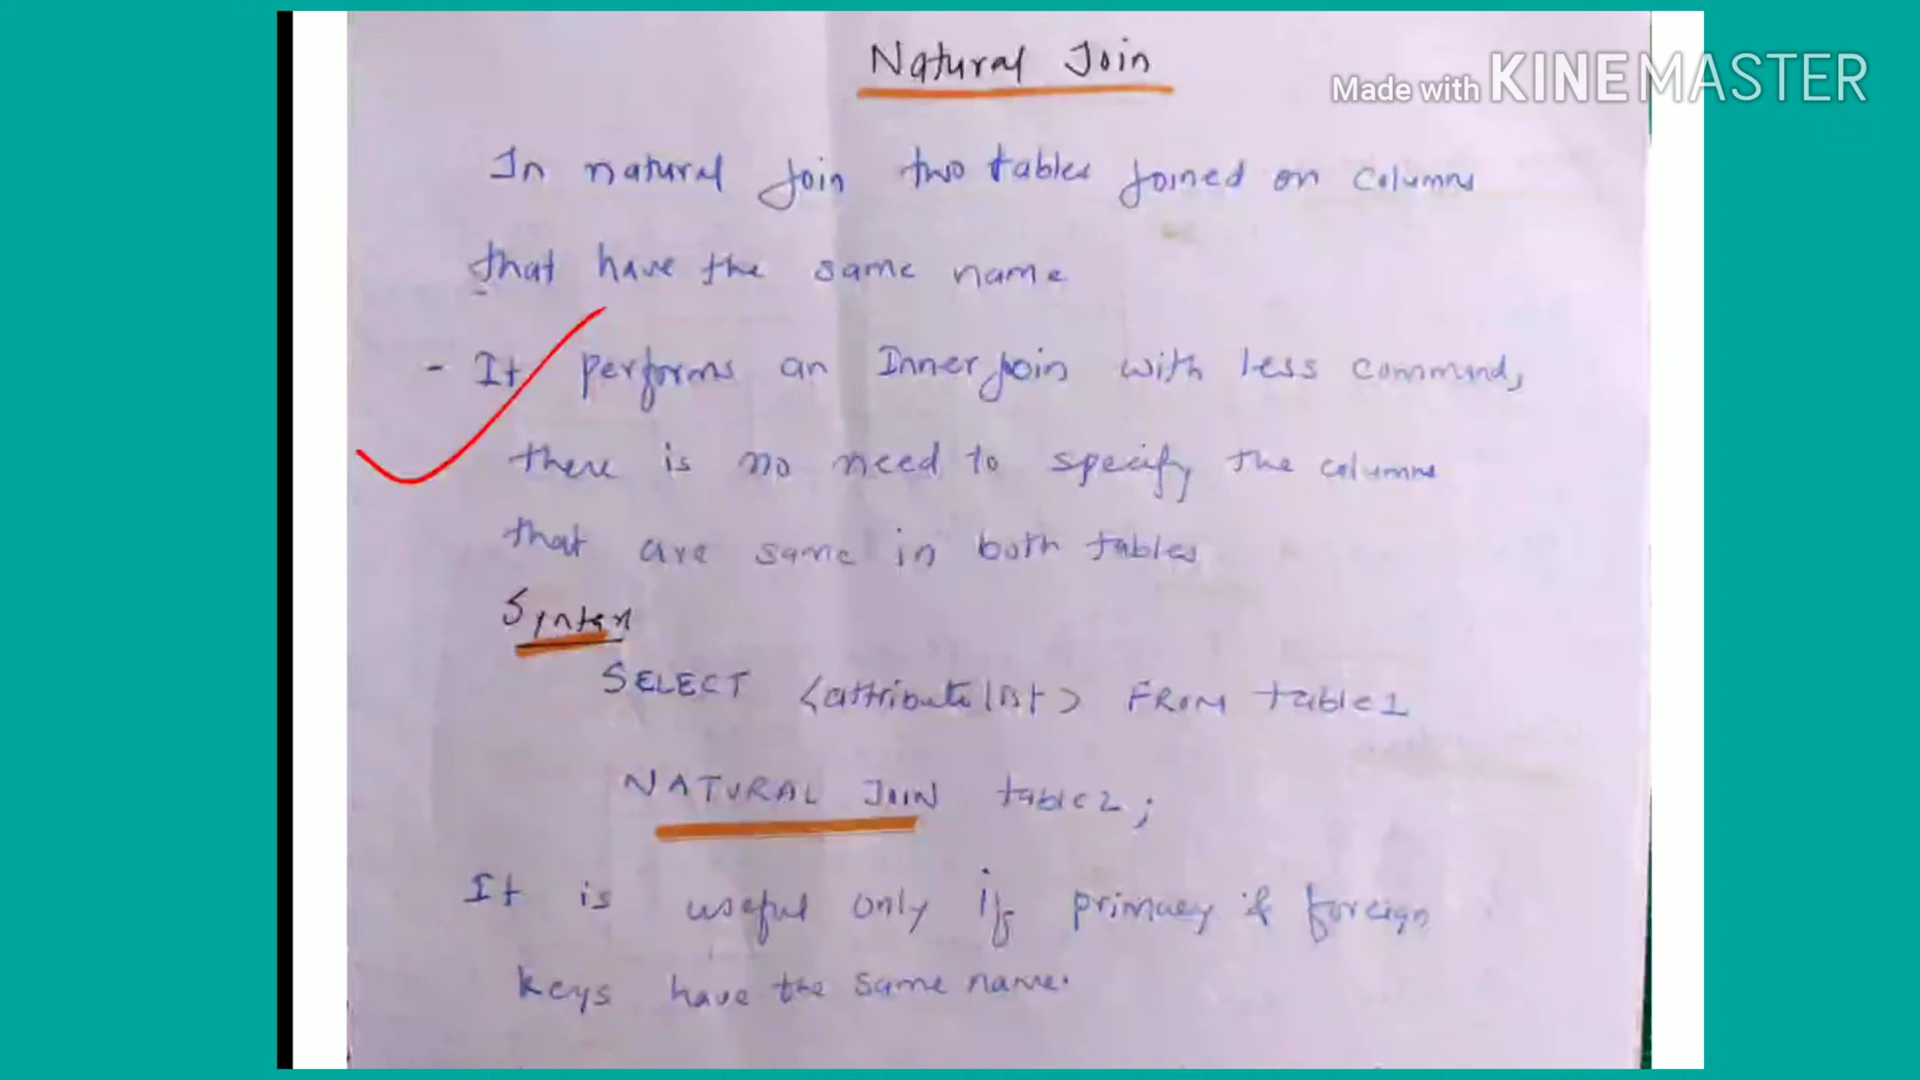 Natural Join
Made with KINEMASTER
In natural join two tables joined on columns
that have the same name
- It performs an Inner join with less command,
there is no need to specify the columns
that are same in both tables
Syntax
SELECT <attribute list> FROM table1
NATURAL JOIN table2;
It is useful only if primary & foreign
keys have the same name.